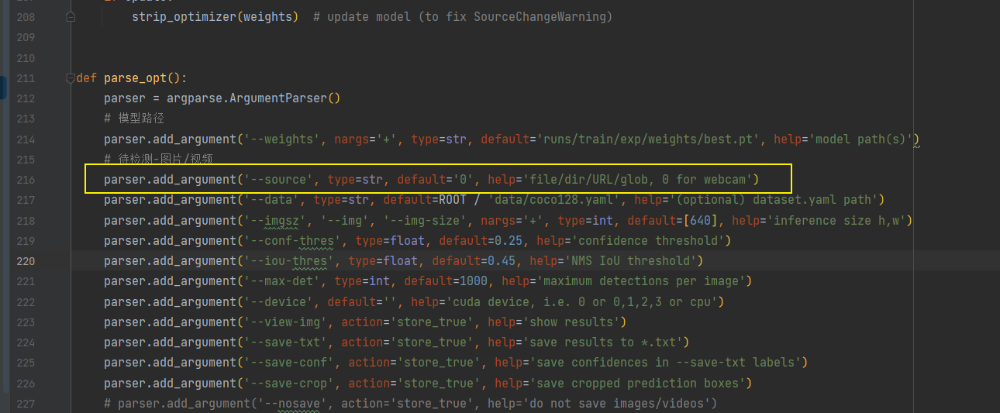 208 strip_optimizer(weights)  # update model (to fix SourceChangeWarning)
209
210
211 def parse_opt():
212 parser = argparse.ArgumentParser()
213 # 模型路径
214 parser.add_argument('--weights', nargs='+', type=str, default='runs/train/exp/weights/best.pt', help='model path(s)')
215 # 待检测-图片/视频
216 parser.add_argument('--source', type=str, default='0', help='file/dir/URL/glob, 0 for webcam')
217 parser.add_argument('--data', type=str, default=ROOT / 'data/coco128.yaml', help='(optional) dataset.yaml path')
218 parser.add_argument('--imgsz', '--img', '--img-size', nargs='+', type=int, default=[640], help='inference size h,w')
219 parser.add_argument('--conf-thres', type=float, default=0.25, help='confidence threshold')
220 parser.add_argument('--iou-thres', type=float, default=0.45, help='NMS IoU threshold')
221 parser.add_argument('--max-det', type=int, default=1000, help='maximum detections per image')
222 parser.add_argument('--device', default='', help='cuda device, i.e. 0 or 0,1,2,3 or cpu')
223 parser.add_argument('--view-img', action='store_true', help='show results')
224 parser.add_argument('--save-txt', action='store_true', help='save results to *.txt')
225 parser.add_argument('--save-conf', action='store_true', help='save confidences in --save-txt labels')
226 parser.add_argument('--save-crop', action='store_true', help='save cropped prediction boxes')
227 # parser.add_argument('--nosave', action='store_true', help='do not save images/videos')